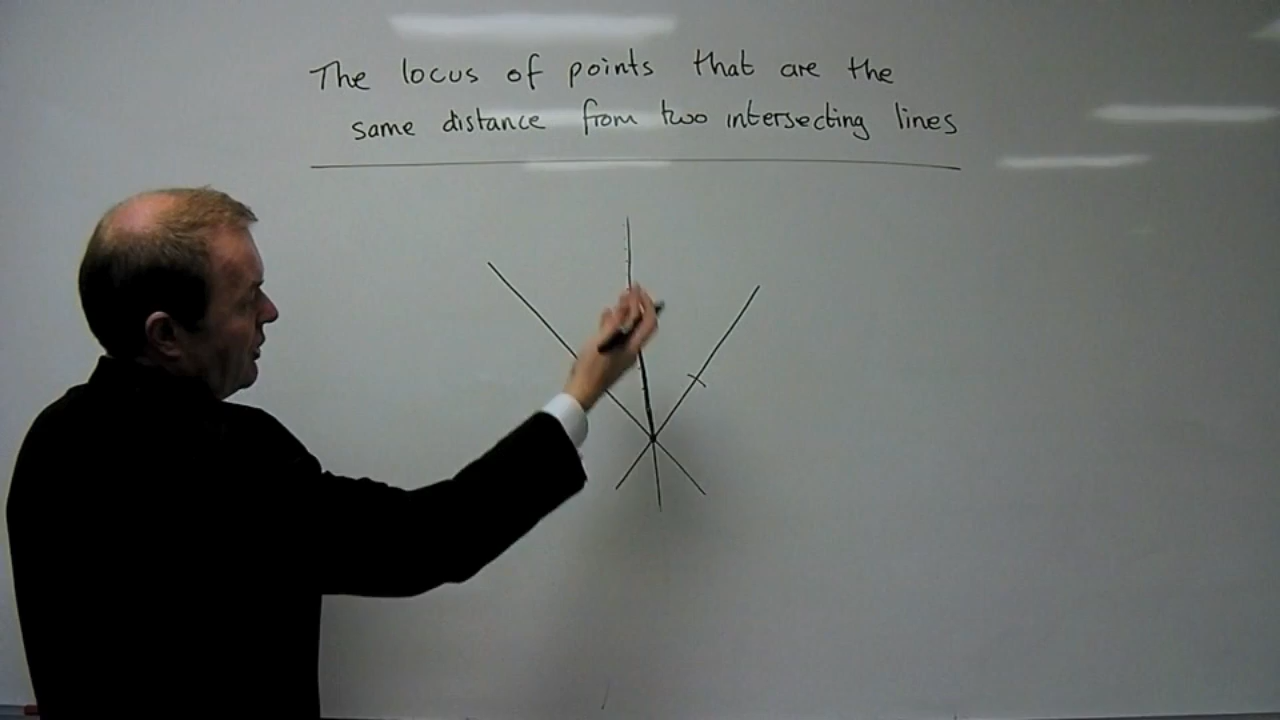 The locus of points that are the
same distance from two intersecting lines